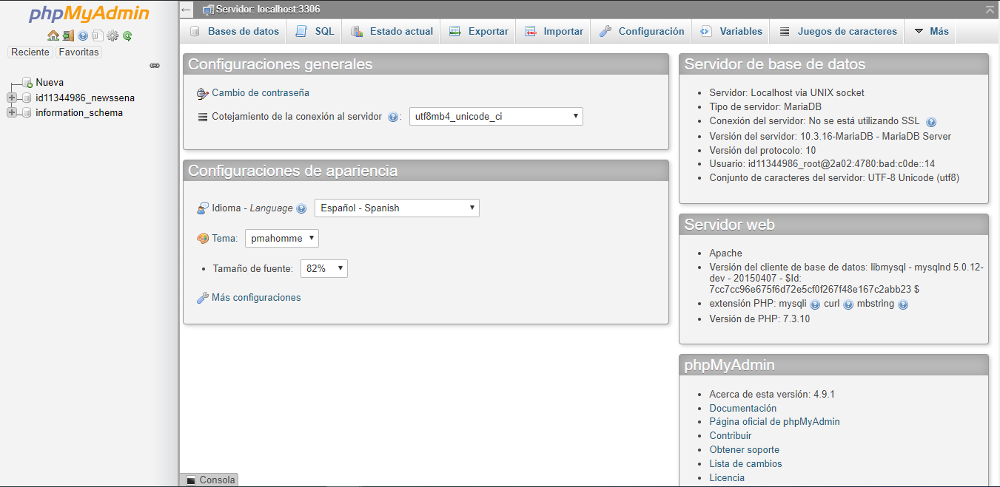 phpMyAdmin
Reciente
Favoritas
Nueva
id11344986_newssena
information_schema
Servidor: localhost:3306
Bases de datos
SQL
Estado actual
Exportar
Importar
Configuración
Variables
Juegos de caracteres
Más
Configuraciones generales
Cambio de contraseña
Cotejamiento de la conexión al servidor : utf8mb4_unicode_ci
Configuraciones de apariencia
Idioma - Language Español - Spanish
Tema: pmahomme
Tamaño de fuente: 82%
Más configuraciones
Servidor de base de datos
Servidor: Localhost via UNIX socket
Tipo de servidor: MariaDB
Conexión del servidor: No se está utilizando SSL
Versión del servidor: 10.3.16-MariaDB - MariaDB Server
Versión del protocolo: 10
Usuario: id11344986_root@2a02:4780:bad:c0de::14
Conjunto de caracteres del servidor: UTF-8 Unicode (utf8)
Servidor web
Apache
Versión del cliente de base de datos: libmysql - mysqlnd 5.0.12-
dev - 20150407 - $Id:
7cc7cc96e675f6d72e5cf0f267f48e167c2abb23 $
extensión PHP: mysqli curl mbstring
Versión de PHP: 7.3.10
phpMyAdmin
Acerca de esta versión: 4.9.1
Documentación
Página oficial de phpMyAdmin
Contribuir
Obtener soporte
Lista de cambios
Licencia
Consola